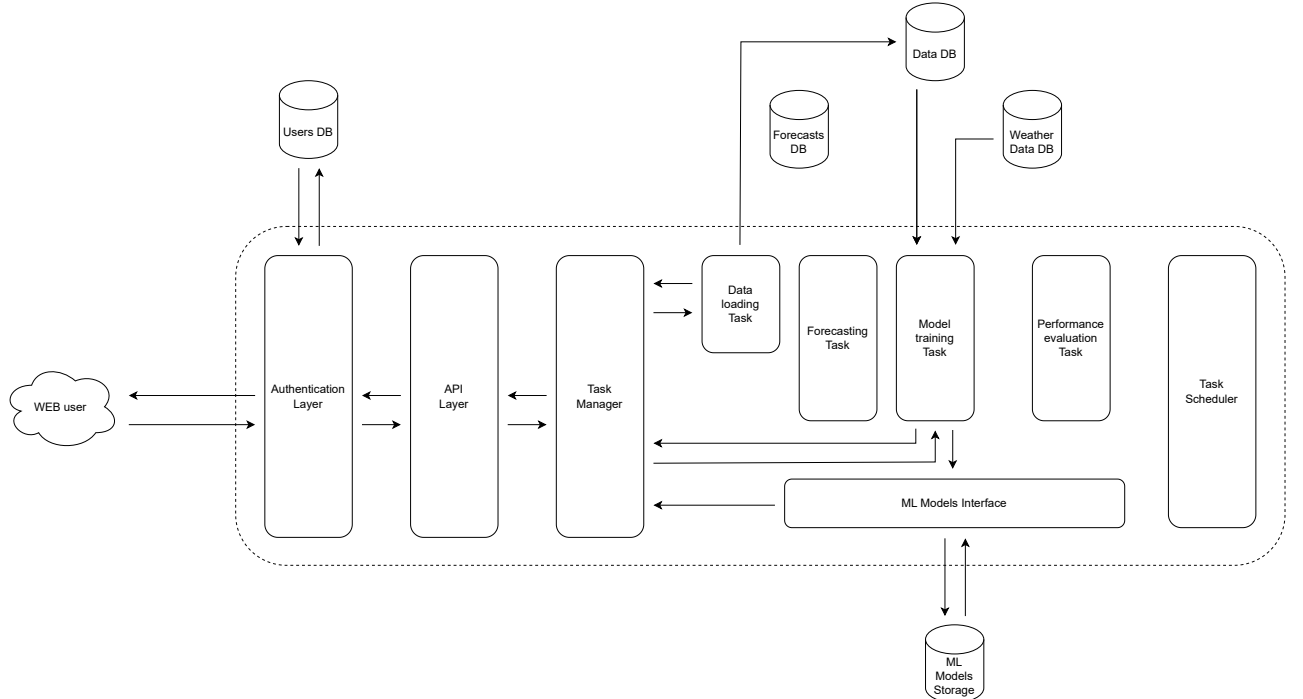 Data DB
Users DB
Forecasts
DB
Weather
Data DB
WEB user
Authentication
Layer
API
Layer
Task
Manager
Data
loading
Task
Forecasting
Task
Model
training
Task
Performance
evaluation
Task
Task
Scheduler
ML Models Interface
ML
Models
Storage